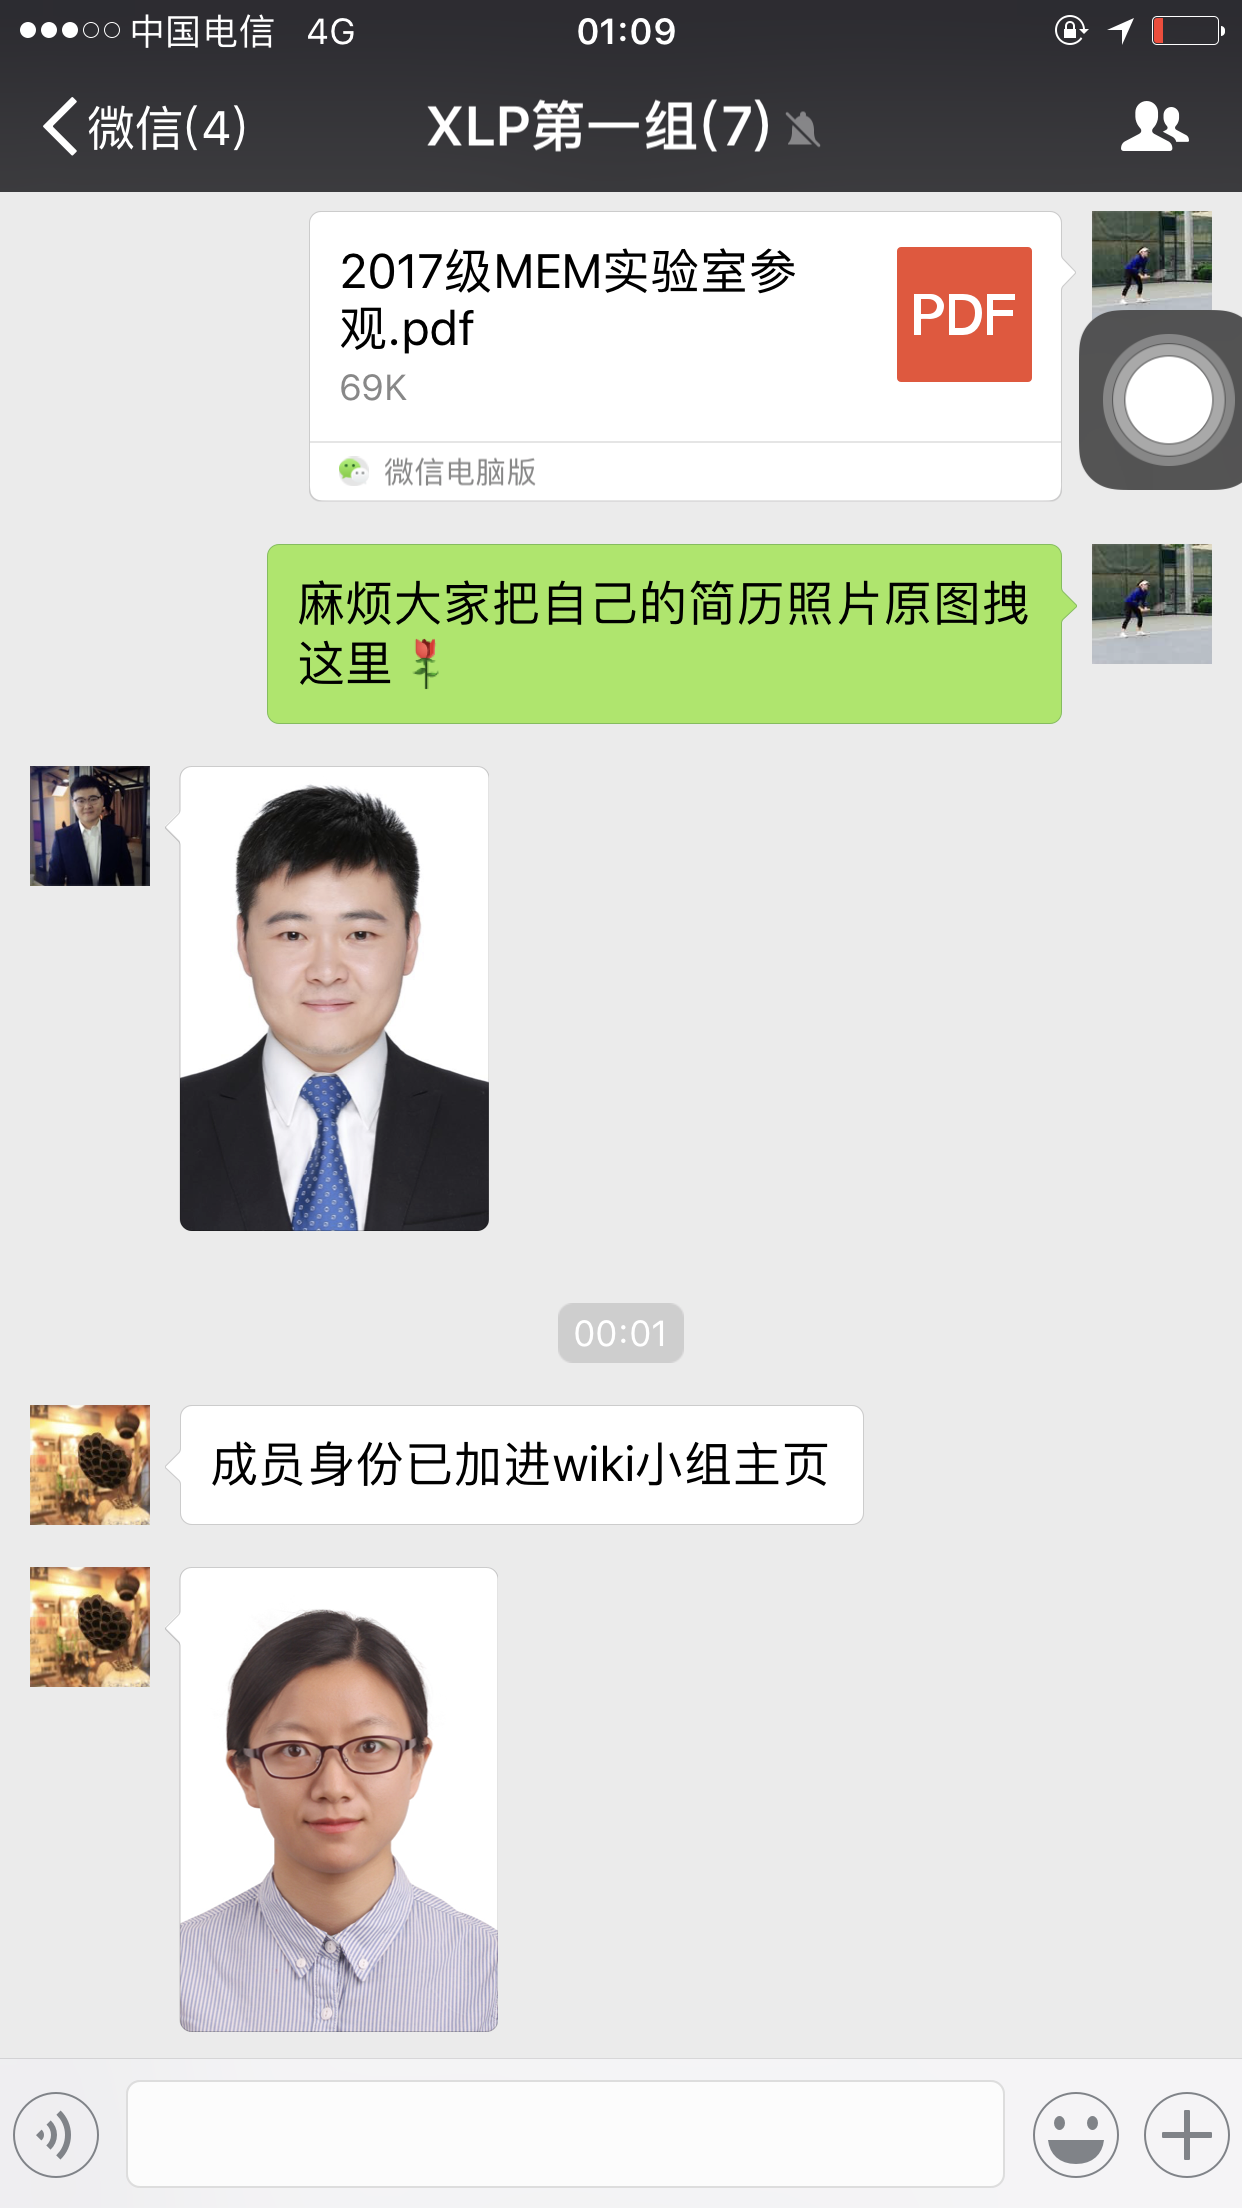 中国电信 4G 01:09
微信(4) XLP第一组(7)
2017级MEM实验室参
观.pdf
69K
PDF
微信电脑版
麻烦大家把自己的简历照片原图拽
这里🌹
00:01
成员身份已加进wiki小组主页